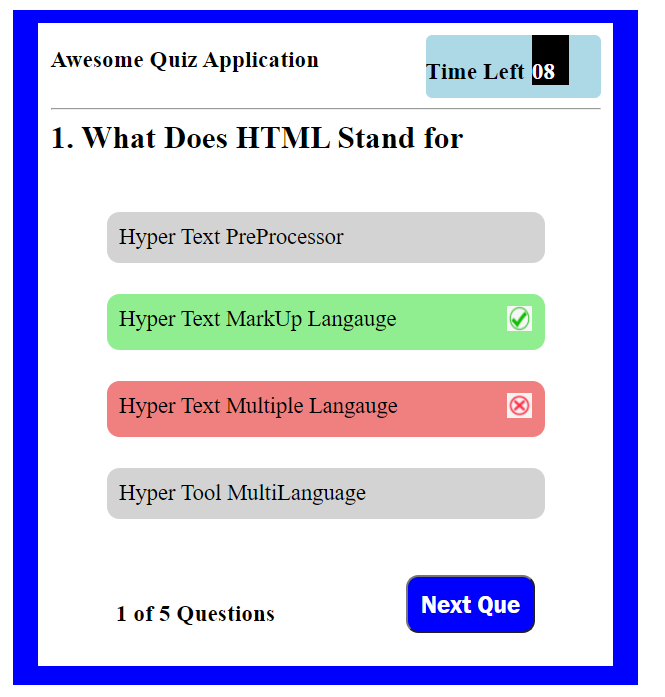 Awesome Quiz Application
Time Left 08
1. What Does HTML Stand for
Hyper Text PreProcessor
Hyper Text MarkUp Langauge
Hyper Text Multiple Langauge
Hyper Tool MultiLanguage
1 of 5 Questions
Next Que